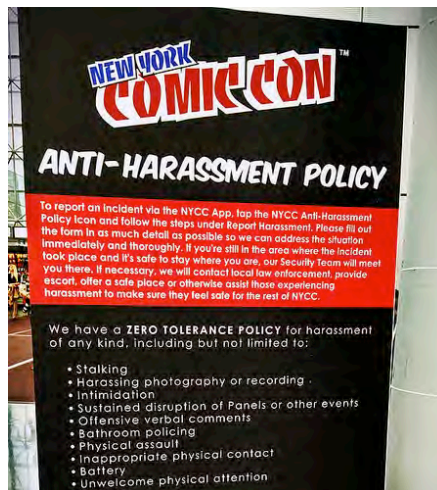 NEW YORK
COMIC CON™
ANTI-HARASSMENT POLICY
To report an incident via the NYCC App, tap the NYCC Anti-Harassment
Policy icon and follow the steps under Report Harassment. Please fill out
the form in as much detail as possible so we can address the situation
immediately and thoroughly. If you're still in the area where the incident
took place and it's safe to stay where you are, our Security Team will meet
you there. If necessary, we will contact local law enforcement, provide
escort, offer a safe place or otherwise assist those experiencing
harassment to make sure they feel safe for the rest of NYCC.
We have a ZERO TOLERANCE POLICY for harassment
of any kind, including but not limited to:
• Stalking
• Harassing photography or recording
• Intimidation
• Sustained disruption of Panels or other events
• Offensive verbal comments
• Bathroom policing
• Physical assault
• Inappropriate physical contact
• Battery
• Unwelcome physical attention